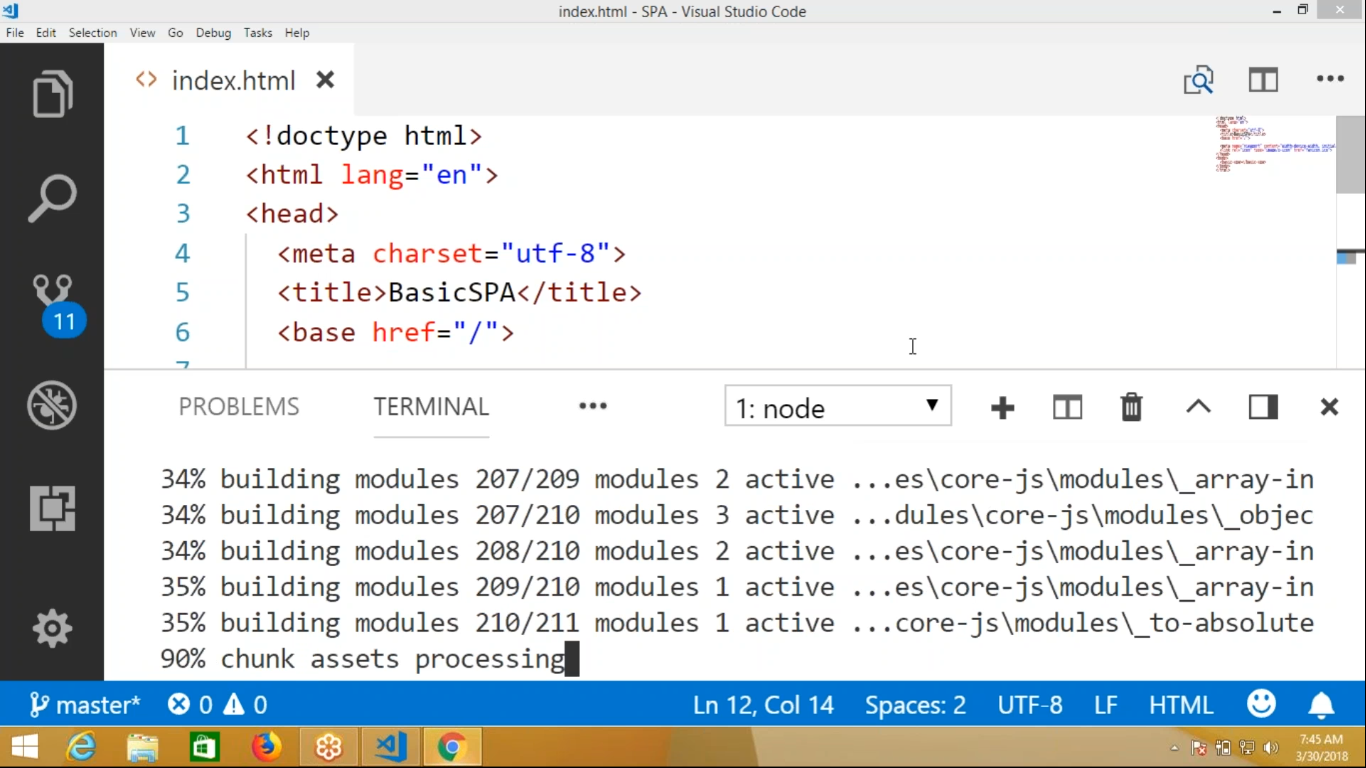 index.html - SPA - Visual Studio Code
File Edit Selection View Go Debug Tasks Help
<> index.html
1 <!doctype html>
2 <html lang="en">
3 <head>
4 <meta charset="utf-8">
5 <title>BasicSPA</title>
6 <base href="/">
11
PROBLEMS TERMINAL ••• 1: node
34% building modules 207/209 modules 2 active ...es\core-js\modules\_array-in
34% building modules 207/210 modules 3 active ...dules\core-js\modules\_objec
34% building modules 208/210 modules 2 active ...es\core-js\modules\_array-in
35% building modules 209/210 modules 1 active ...es\core-js\modules\_array-in
35% building modules 210/211 modules 1 active ...core-js\modules\_to-absolute
90% chunk assets processing
master* 0 0 Ln 12, Col 14 Spaces: 2 UTF-8 LF HTML
7:45 AM
3/30/2018